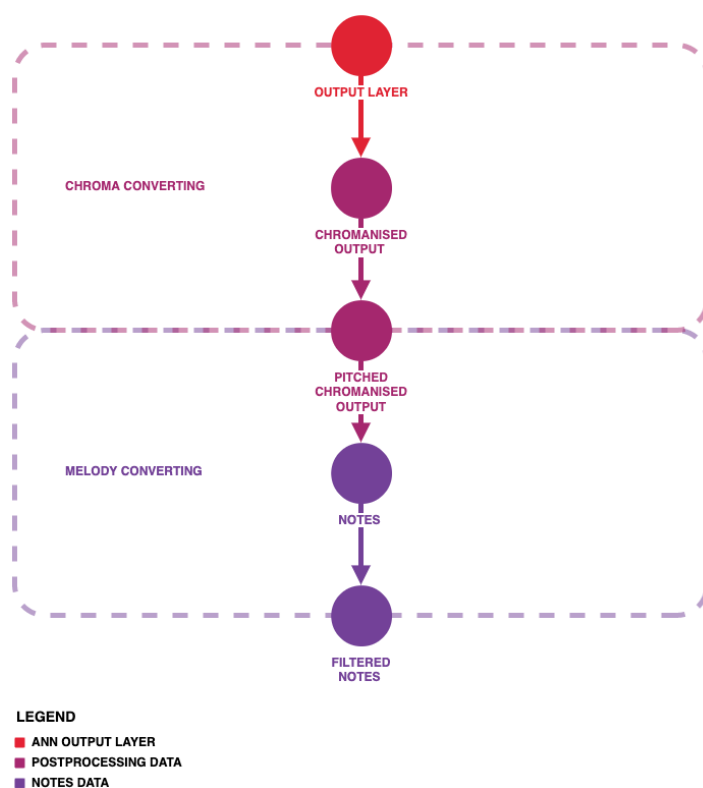 OUTPUT LAYER
CHROMA CONVERTING
CHROMANISED
OUTPUT
PITCHED
CHROMANISED
OUTPUT
MELODY CONVERTING
NOTES
FILTERED
NOTES
LEGEND
ANN OUTPUT LAYER
POSTPROCESSING DATA
NOTES DATA